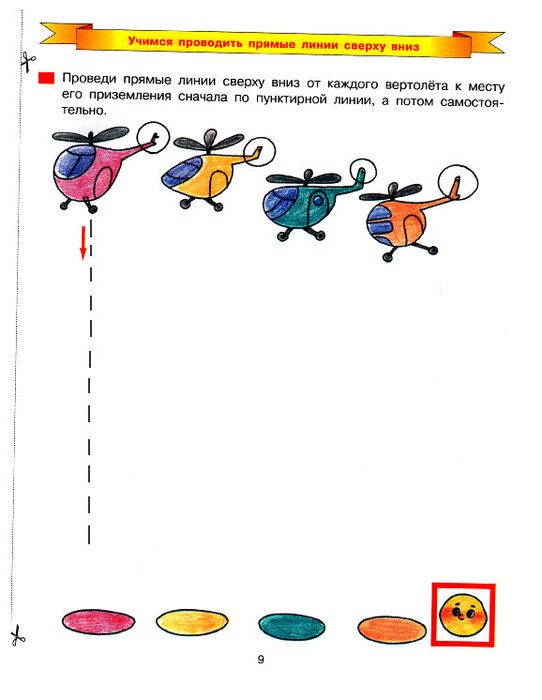 Учимся проводить прямые линии сверху вниз
Проведи прямые линии сверху вниз от каждого вертолёта к месту
его приземления сначала по пунктирной линии, а потом самостоя-
тельно.
9